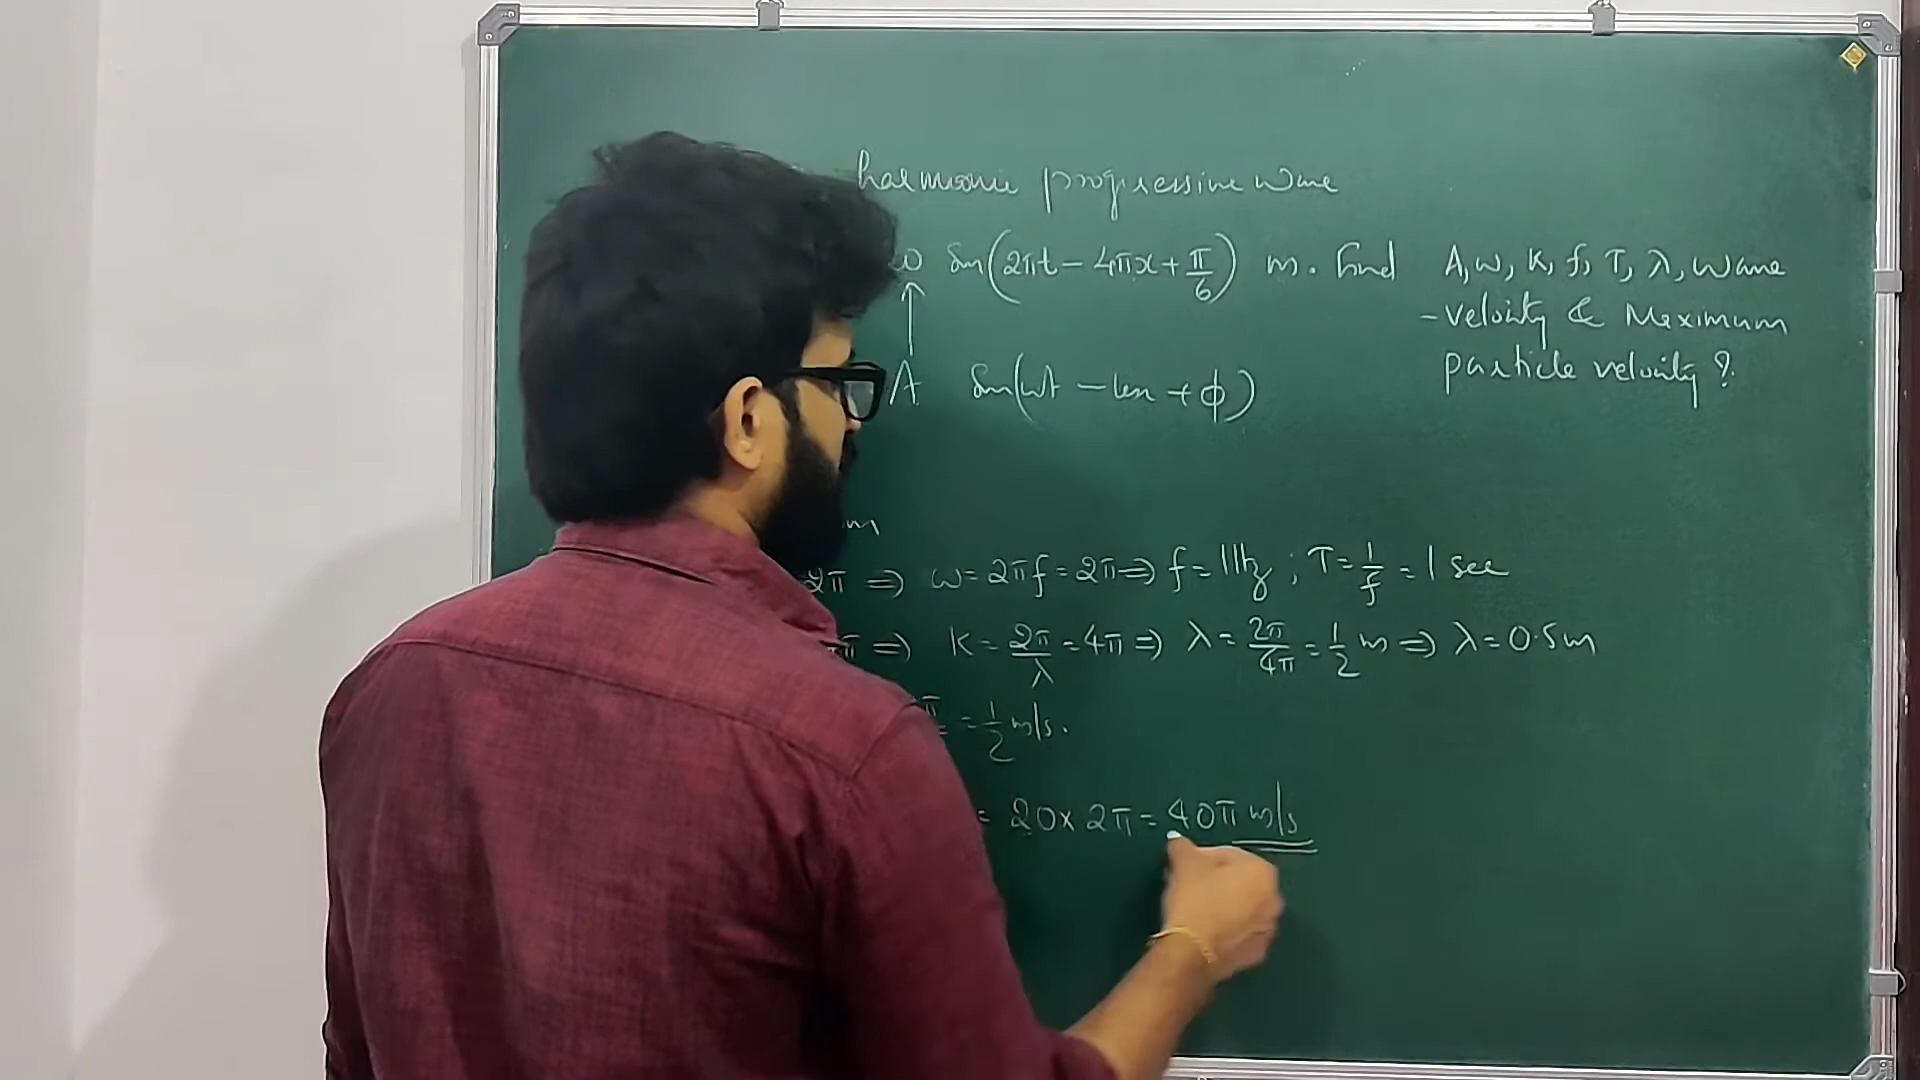 harmonic progressive wave
0 Sin(2πt - 4πx + π/6) m. Find A, ω, K, f, T, λ, wave
- velocity & Maximum
particle velocity?
A Sin(ωt - kx + ϕ)
m
2π ⇒ ω = 2πf = 2π ⇒ f = 1Hz ; T = 1/f = 1 sec
π ⇒ K = 2π/λ = 4π ⇒ λ = 2π/4π = 1/2 m ⇒ λ = 0.5m
= 1/2 m/s.
= 20 × 2π = 40π m/s